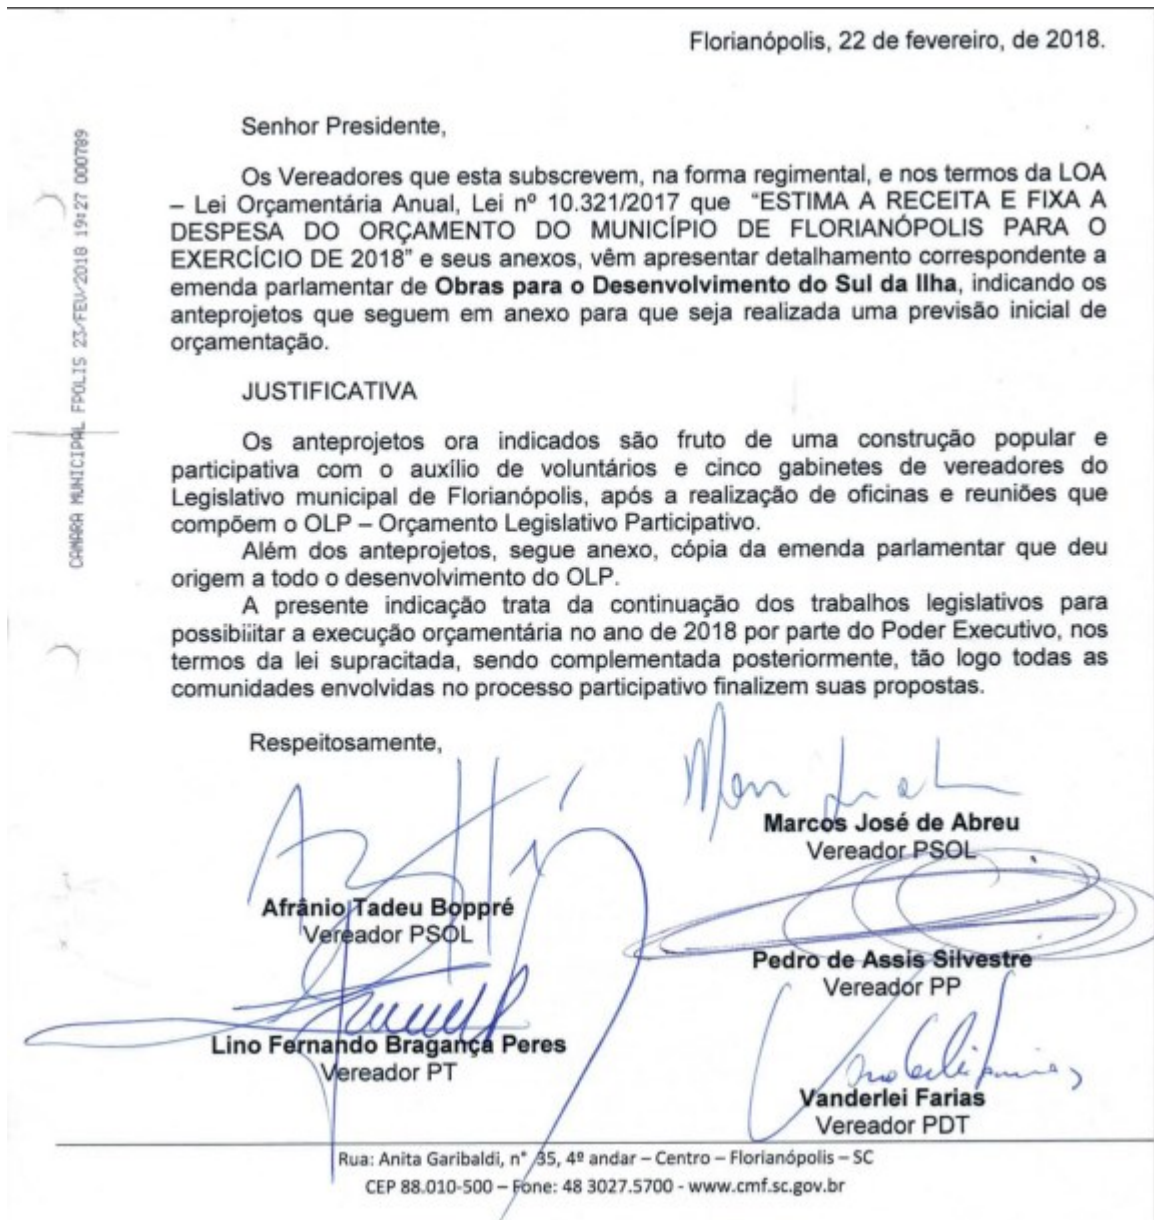 Florianópolis, 22 de fevereiro, de 2018.
CAMARA MUNICIPAL FPOLIS 23/FEV/2018 19:27 000789
Senhor Presidente,
Os Vereadores que esta subscrevem, na forma regimental, e nos termos da LOA
– Lei Orçamentária Anual, Lei nº 10.321/2017 que "ESTIMA A RECEITA E FIXA A
DESPESA DO ORÇAMENTO DO MUNICÍPIO DE FLORIANÓPOLIS PARA O
EXERCÍCIO DE 2018" e seus anexos, vêm apresentar detalhamento correspondente a
emenda parlamentar de Obras para o Desenvolvimento do Sul da Ilha, indicando os
anteprojetos que seguem em anexo para que seja realizada uma previsão inicial de
orçamentação.
JUSTIFICATIVA
Os anteprojetos ora indicados são fruto de uma construção popular e
participativa com o auxílio de voluntários e cinco gabinetes de vereadores do
Legislativo municipal de Florianópolis, após a realização de oficinas e reuniões que
compõem o OLP – Orçamento Legislativo Participativo.
Além dos anteprojetos, segue anexo, cópia da emenda parlamentar que deu
origem a todo o desenvolvimento do OLP.
A presente indicação trata da continuação dos trabalhos legislativos para
possibilitar a execução orçamentária no ano de 2018 por parte do Poder Executivo, nos
termos da lei supracitada, sendo complementada posteriormente, tão logo todas as
comunidades envolvidas no processo participativo finalizem suas propostas.
Respeitosamente,
Marcos José de Abreu
Vereador PSOL
Afrânio Tadeu Boppré
Vereador PSOL
Pedro de Assis Silvestre
Vereador PP
Lino Fernando Bragança Peres
Vereador PT
Vanderlei Farias
Vereador PDT
Rua: Anita Garibaldi, n° 35, 4º andar – Centro – Florianópolis – SC
CEP 88.010-500 – Fone: 48 3027.5700 - www.cmf.sc.gov.br